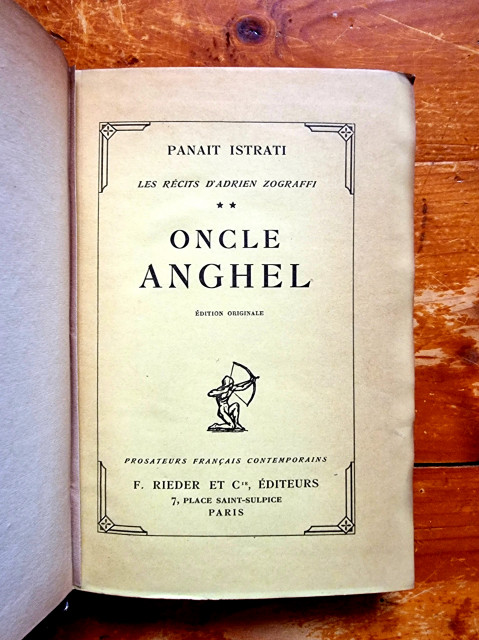 PANAIT ISTRATI
LES RÉCITS D'ADRIEN ZOGRAFFI
★ ★
ONCLE
ANGHEL
ÉDITION ORIGINALE
PROSATEURS FRANÇAIS CONTEMPORAINS
F. RIEDER ET Cie, ÉDITEURS
7, PLACE SAINT-SULPICE
PARIS